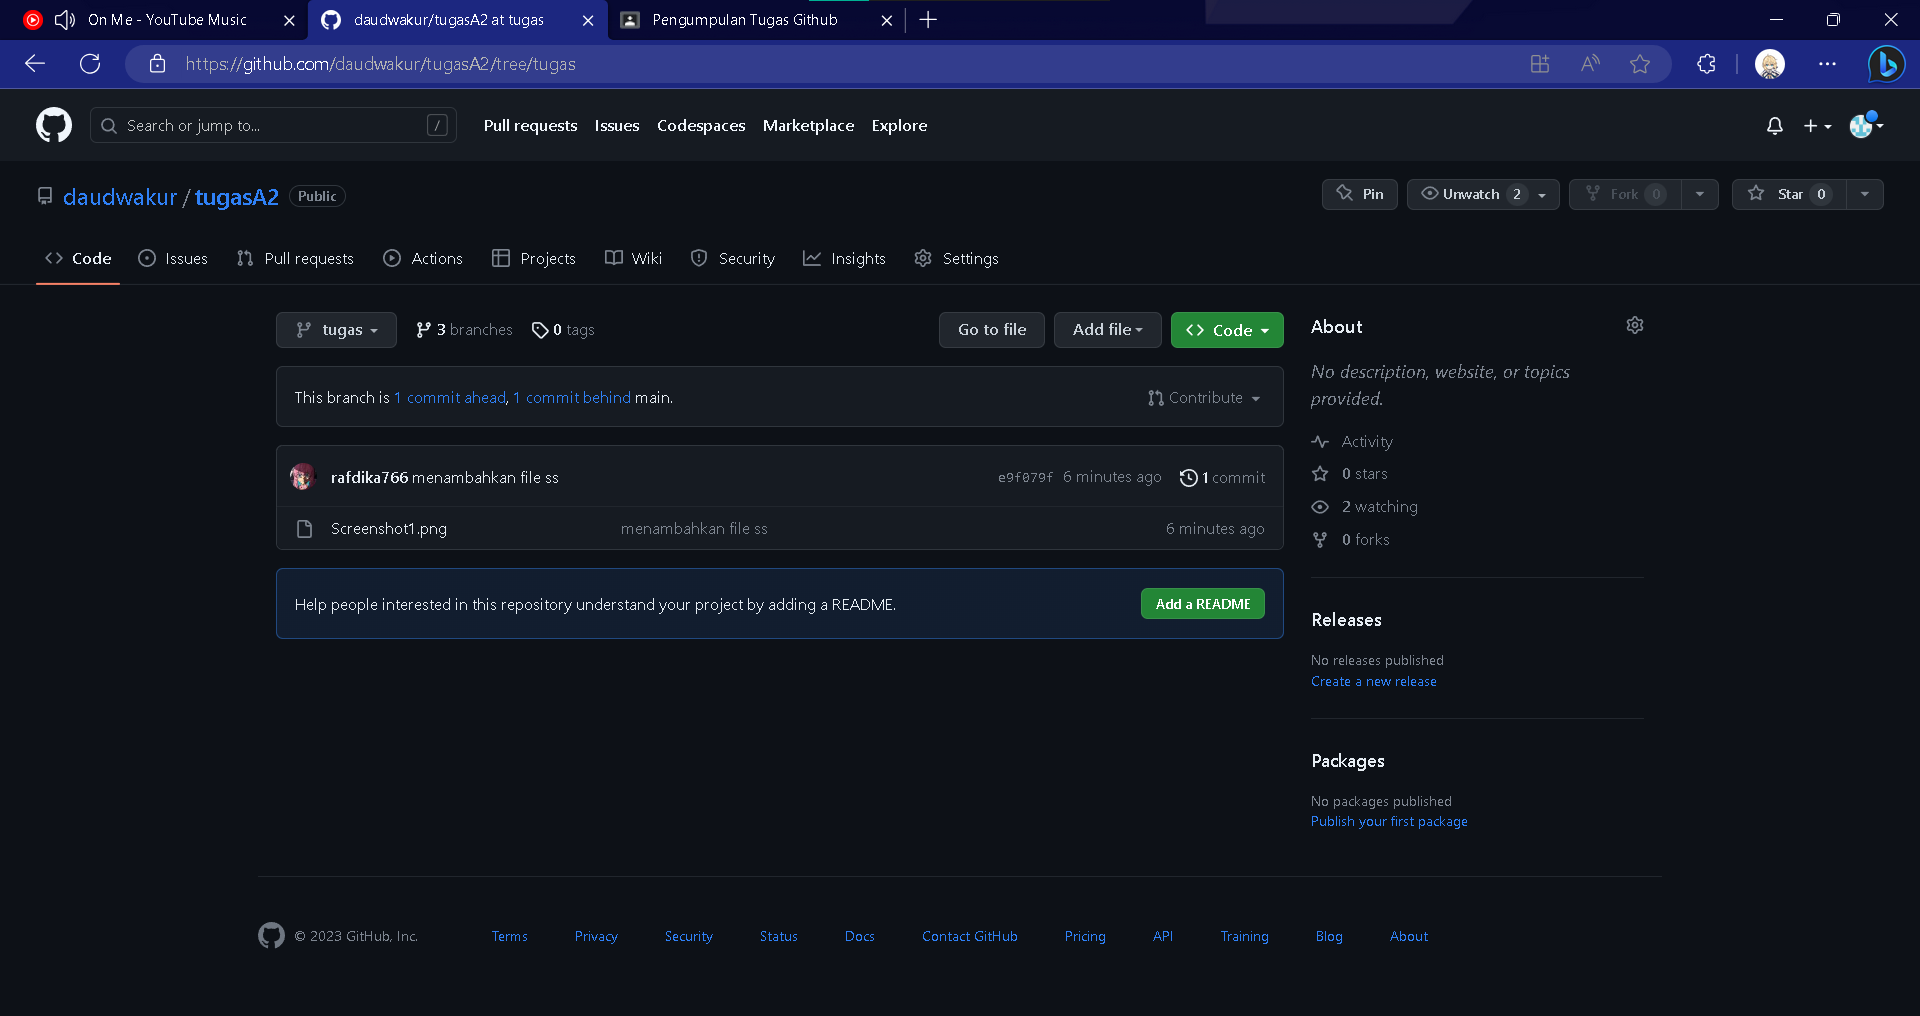 On Me - YouTube Music
daudwakur/tugasA2 at tugas
Pengumpulan Tugas Github
https://github.com/daudwakur/tugasA2/tree/tugas
Search or jump to...
/
Pull requests
Issues
Codespaces
Marketplace
Explore
daudwakur / tugasA2
Public
Pin
Unwatch 2
Fork 0
Star 0
Code
Issues
Pull requests
Actions
Projects
Wiki
Security
Insights
Settings
tugas
3 branches
0 tags
Go to file
Add file
Code
This branch is 1 commit ahead, 1 commit behind main.
Contribute
rafdika766 menambahkan file ss
e9f079f 6 minutes ago
1 commit
Screenshot1.png
menambahkan file ss
6 minutes ago
Help people interested in this repository understand your project by adding a README.
Add a README
About
No description, website, or topics
provided.
Activity
0 stars
2 watching
0 forks
Releases
No releases published
Create a new release
Packages
No packages published
Publish your first package
© 2023 GitHub, Inc.
Terms
Privacy
Security
Status
Docs
Contact GitHub
Pricing
API
Training
Blog
About